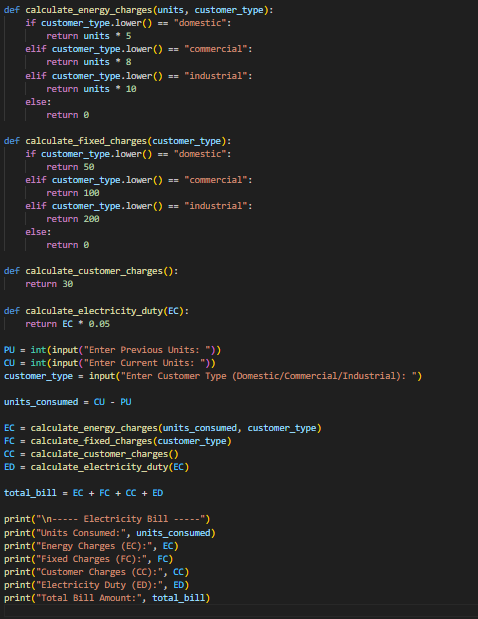 def calculate_energy_charges(units, customer_type):
    if customer_type.lower() == "domestic":
        return units * 5
    elif customer_type.lower() == "commercial":
        return units * 8
    elif customer_type.lower() == "industrial":
        return units * 10
    else:
        return 0

def calculate_fixed_charges(customer_type):
    if customer_type.lower() == "domestic":
        return 50
    elif customer_type.lower() == "commercial":
        return 100
    elif customer_type.lower() == "industrial":
        return 200
    else:
        return 0

def calculate_customer_charges():
    return 30

def calculate_electricity_duty(EC):
    return EC * 0.05

PU = int(input("Enter Previous Units: "))
CU = int(input("Enter Current Units: "))
customer_type = input("Enter Customer Type (Domestic/Commercial/Industrial): ")

units_consumed = CU - PU

EC = calculate_energy_charges(units_consumed, customer_type)
FC = calculate_fixed_charges(customer_type)
CC = calculate_customer_charges()
ED = calculate_electricity_duty(EC)

total_bill = EC + FC + CC + ED

print("\n----- Electricity Bill -----")
print("Units Consumed:", units_consumed)
print("Energy Charges (EC):", EC)
print("Fixed Charges (FC):", FC)
print("Customer Charges (CC):", CC)
print("Electricity Duty (ED):", ED)
print("Total Bill Amount:", total_bill)